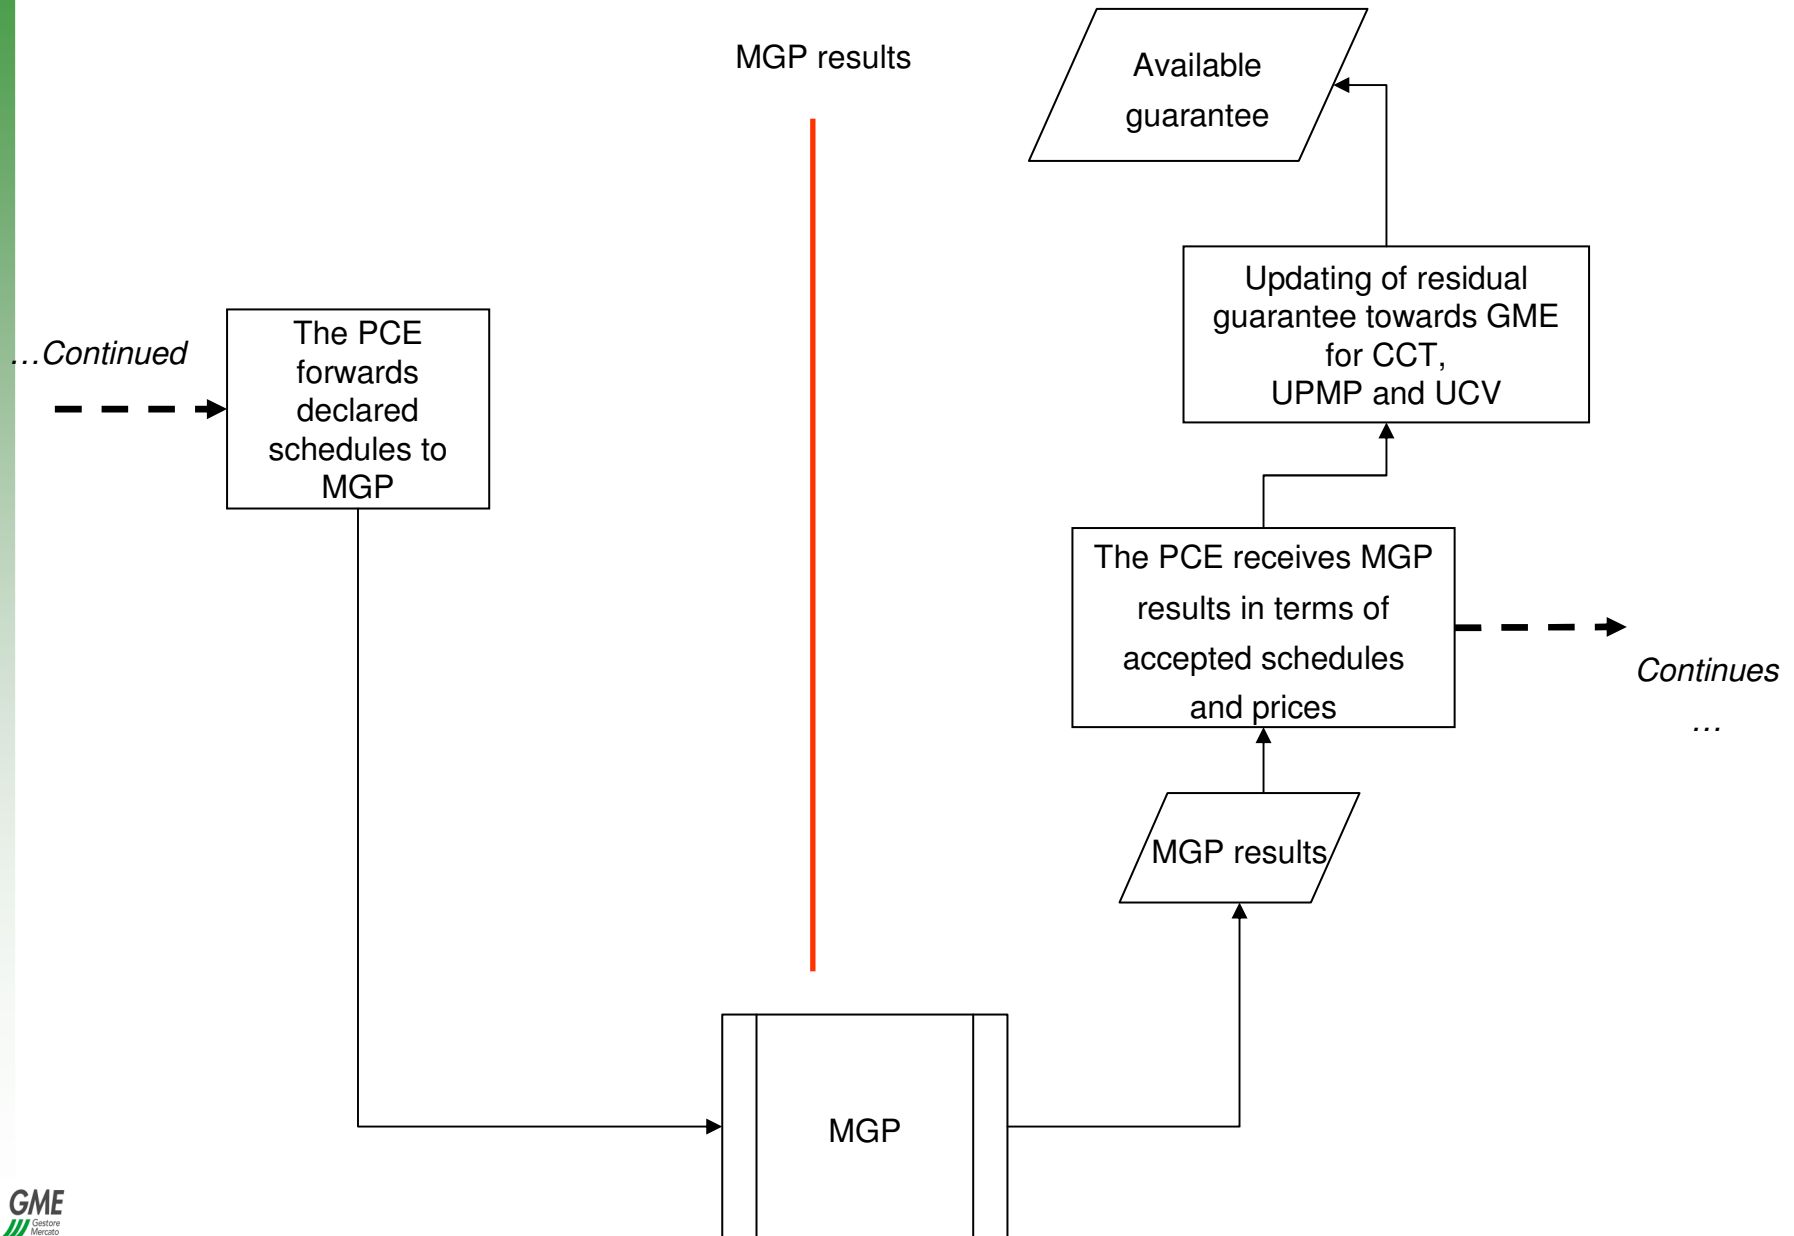 MGP results
Available
guarantee
Updating of residual
guarantee towards GME
for CCT,
UPMP and UCV
…Continued
The PCE
forwards
declared
schedules to
MGP
The PCE receives MGP
results in terms of
accepted schedules
and prices
Continues
…
MGP results
MGP
GME
Gestore
Mercato